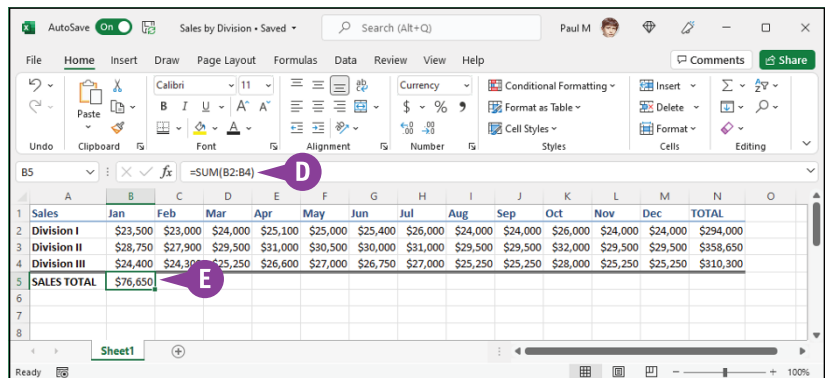 AutoSave On Sales by Division • Saved Search (Alt+Q) Paul M
File Home Insert Draw Page Layout Formulas Data Review View Help Comments Share
Calibri 11 Currency Conditional Formatting Insert
Paste B I U A A $ % Format as Table Delete
A Cell Styles Format
Undo Clipboard Font Alignment Number Styles Cells Editing
B5 fx =SUM(B2:B4) D
A B C D E F G H I J K L M N O
1 Sales Jan Feb Mar Apr May Jun Jul Aug Sep Oct Nov Dec TOTAL
2 Division I $23,500 $23,000 $24,000 $25,100 $25,000 $25,400 $26,000 $24,000 $24,000 $26,000 $24,000 $24,000 $294,000
3 Division II $28,750 $27,900 $29,500 $31,000 $30,500 $30,000 $31,000 $29,500 $29,500 $32,000 $29,500 $29,500 $358,650
4 Division III $24,400 $25,250 $26,600 $27,000 $26,750 $27,000 $25,250 $25,250 $28,000 $25,250 $25,250 $310,300
5 SALES TOTAL $76,650 E
6
7
8
Sheet1
Ready 100%